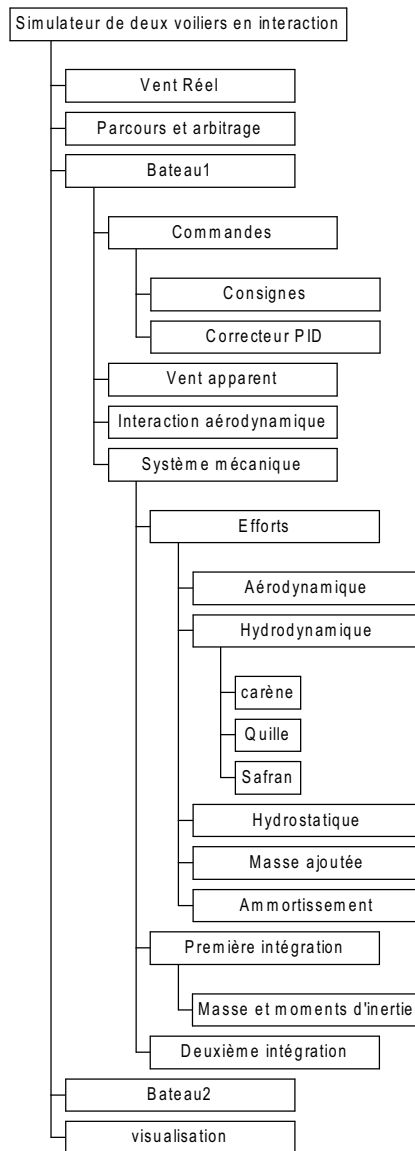 Simulateur de deux voiliers en interaction
Vent Réel
Parcours et arbitrage
Bateau1
Commandes
Consignes
Correcteur PID
Vent apparent
Interaction aérodynamique
Système mécanique
Efforts
Aérodynamique
Hydrodynamique
carène
Quille
Safran
Hydrostatique
Masse ajoutée
Ammortissement
Première intégration
Masse et moments d'inertie
Deuxième intégration
Bateau2
visualisation